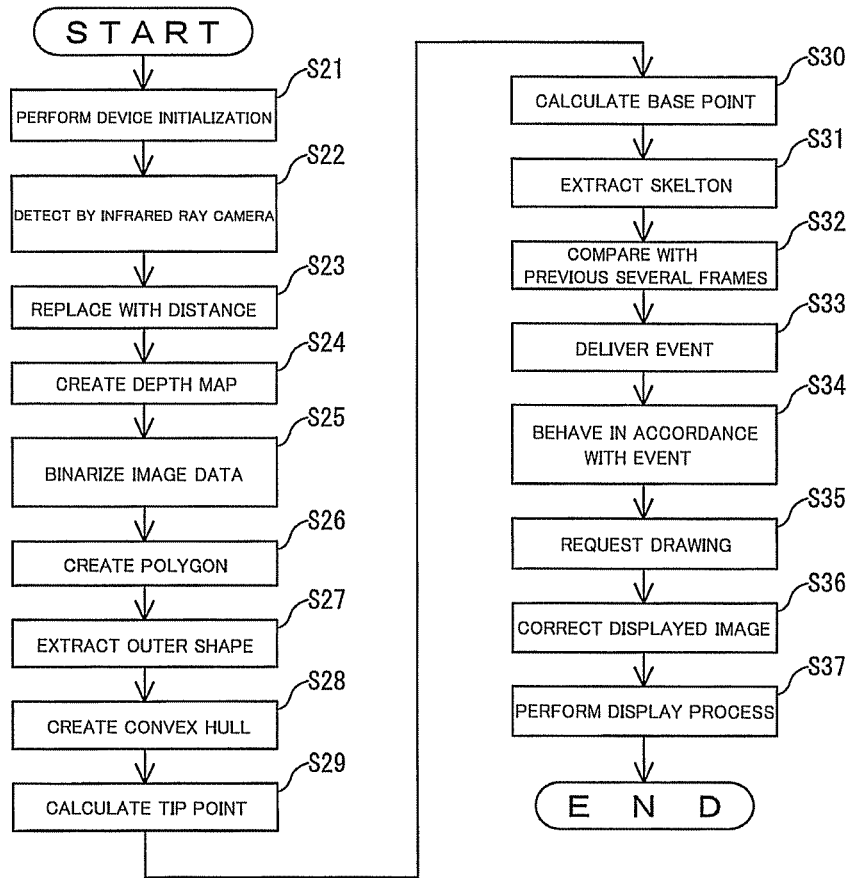 START
S21
PERFORM DEVICE INITIALIZATION
S22
DETECT BY INFRARED RAY CAMERA
S23
REPLACE WITH DISTANCE
S24
CREATE DEPTH MAP
S25
BINARIZE IMAGE DATA
S26
CREATE POLYGON
S27
EXTRACT OUTER SHAPE
S28
CREATE CONVEX HULL
S29
CALCULATE TIP POINT
S30
CALCULATE BASE POINT
S31
EXTRACT SKELTON
S32
COMPARE WITH
PREVIOUS SEVERAL FRAMES
S33
DELIVER EVENT
S34
BEHAVE IN ACCORDANCE
WITH EVENT
S35
REQUEST DRAWING
S36
CORRECT DISPLAYED IMAGE
S37
PERFORM DISPLAY PROCESS
END